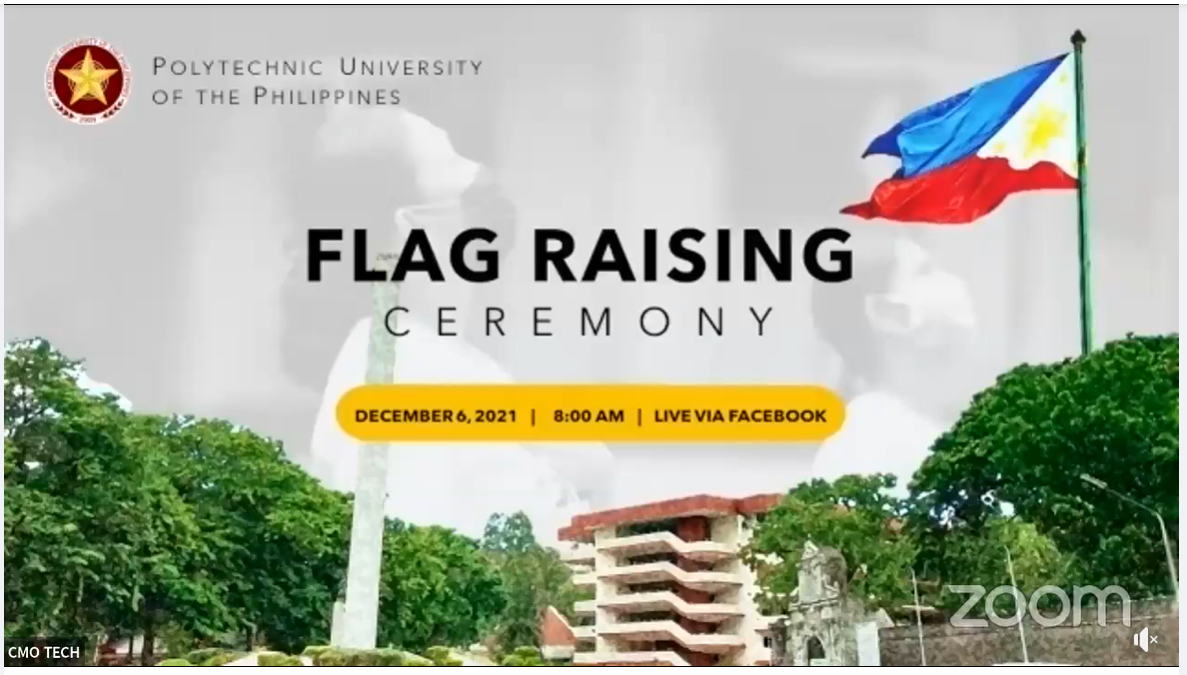 POLYTECHNIC UNIVERSITY
OF THE PHILIPPINES
FLAG RAISING
CEREMONY
DECEMBER 6, 2021 | 8:00 AM | LIVE VIA FACEBOOK
zoom
CMO TECH